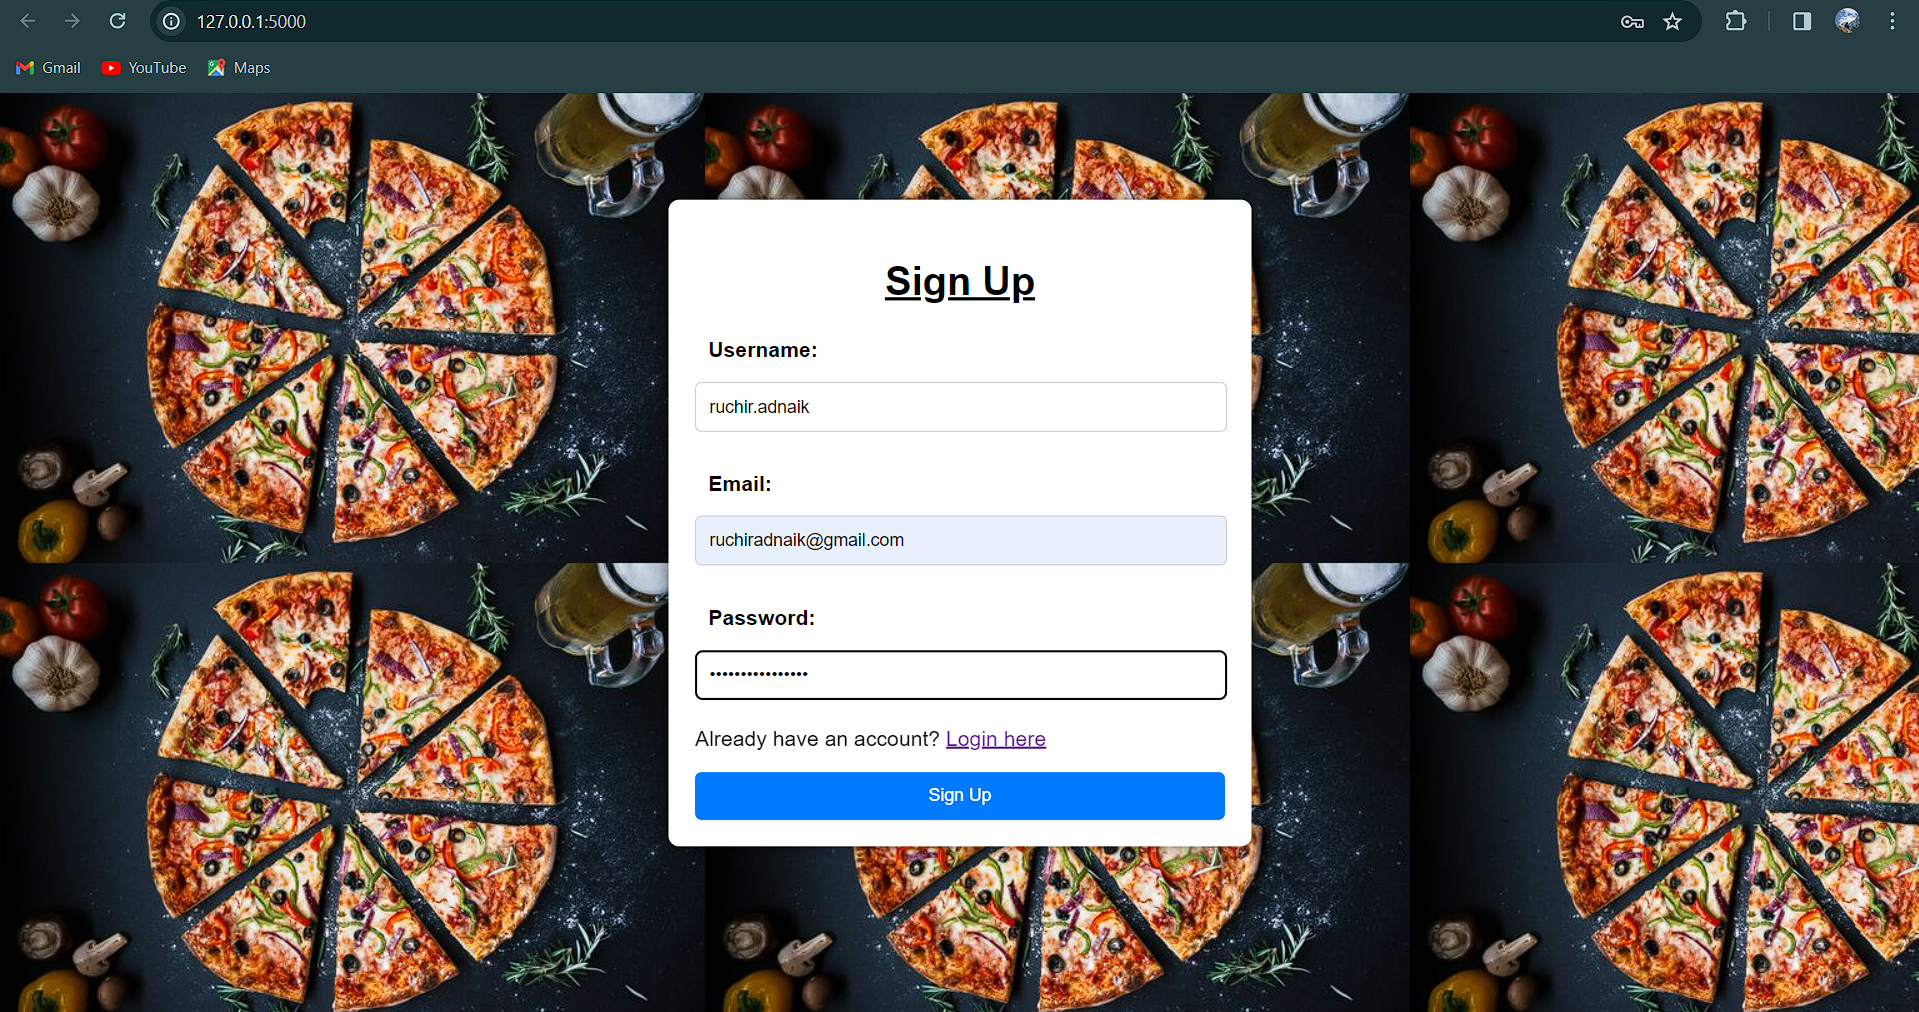 127.0.0.1:5000
Gmail YouTube Maps
Sign Up
Username:
ruchir.adnaik
Email:
ruchiradnaik@gmail.com
Password:
••••••••••••••••
Already have an account? Login here
Sign Up